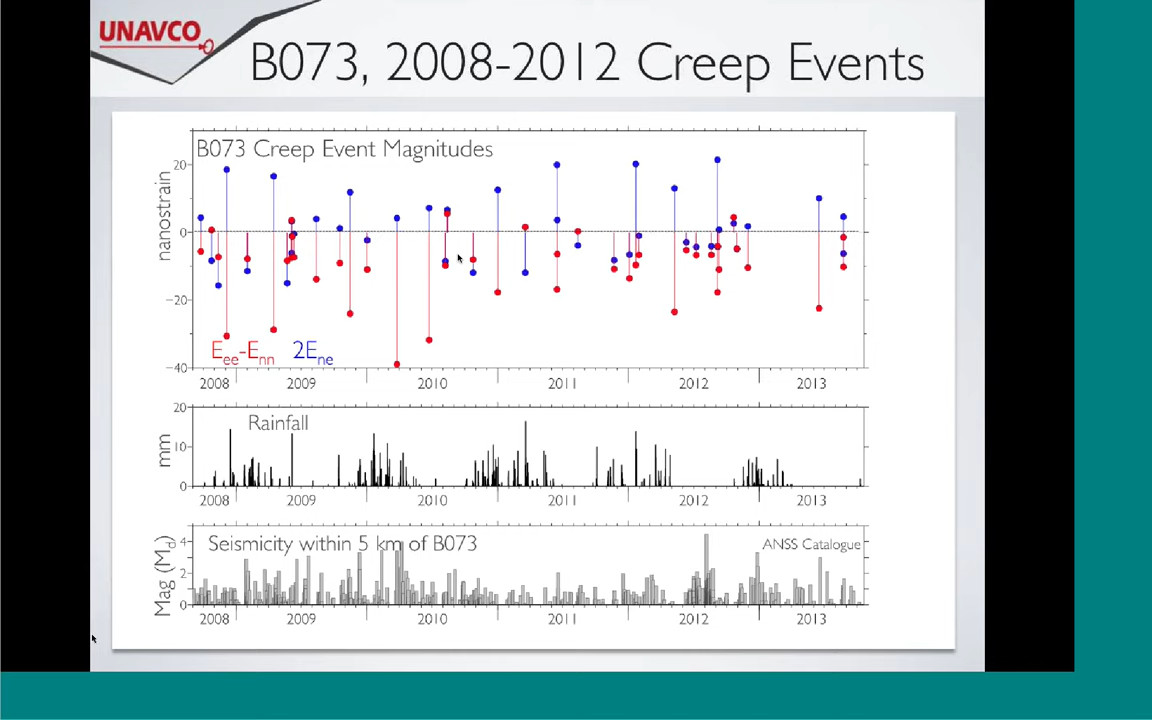 UNAVCO
B073, 2008-2012 Creep Events
B073 Creep Event Magnitudes
nanostrain
20
0
−20
−40
Eee-Enn 2Ene
2008 2009 2010 2011 2012 2013
Rainfall
mm
20
10
0
2008 2009 2010 2011 2012 2013
Seismicity within 5 km of B073
ANSS Catalogue
Mag (Md)
4
2
0
2008 2009 2010 2011 2012 2013